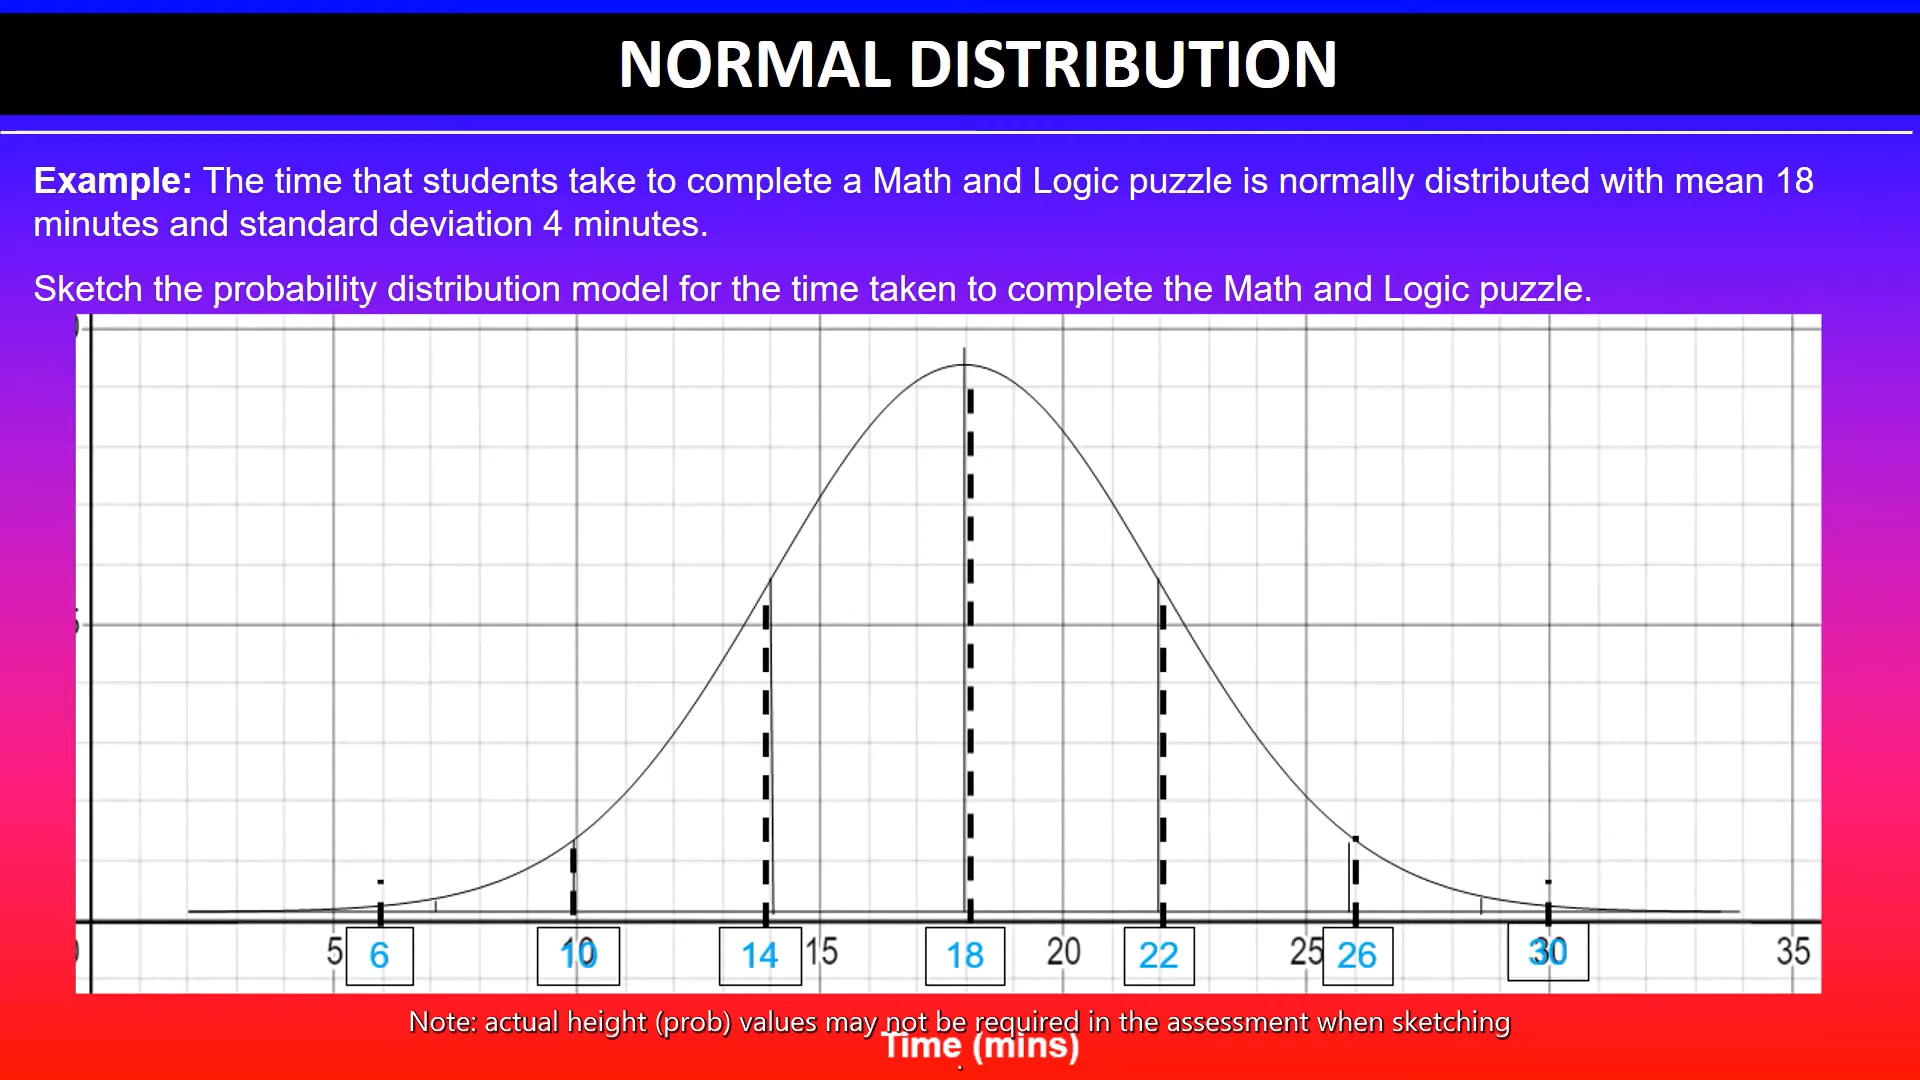 NORMAL DISTRIBUTION
Example: The time that students take to complete a Math and Logic puzzle is normally distributed with mean 18
minutes and standard deviation 4 minutes.
Sketch the probability distribution model for the time taken to complete the Math and Logic puzzle.
5 6 10 14 15 18 20 22 25 26 30 35
Note: actual height (prob) values may not be required in the assessment when sketching
Time (mins)